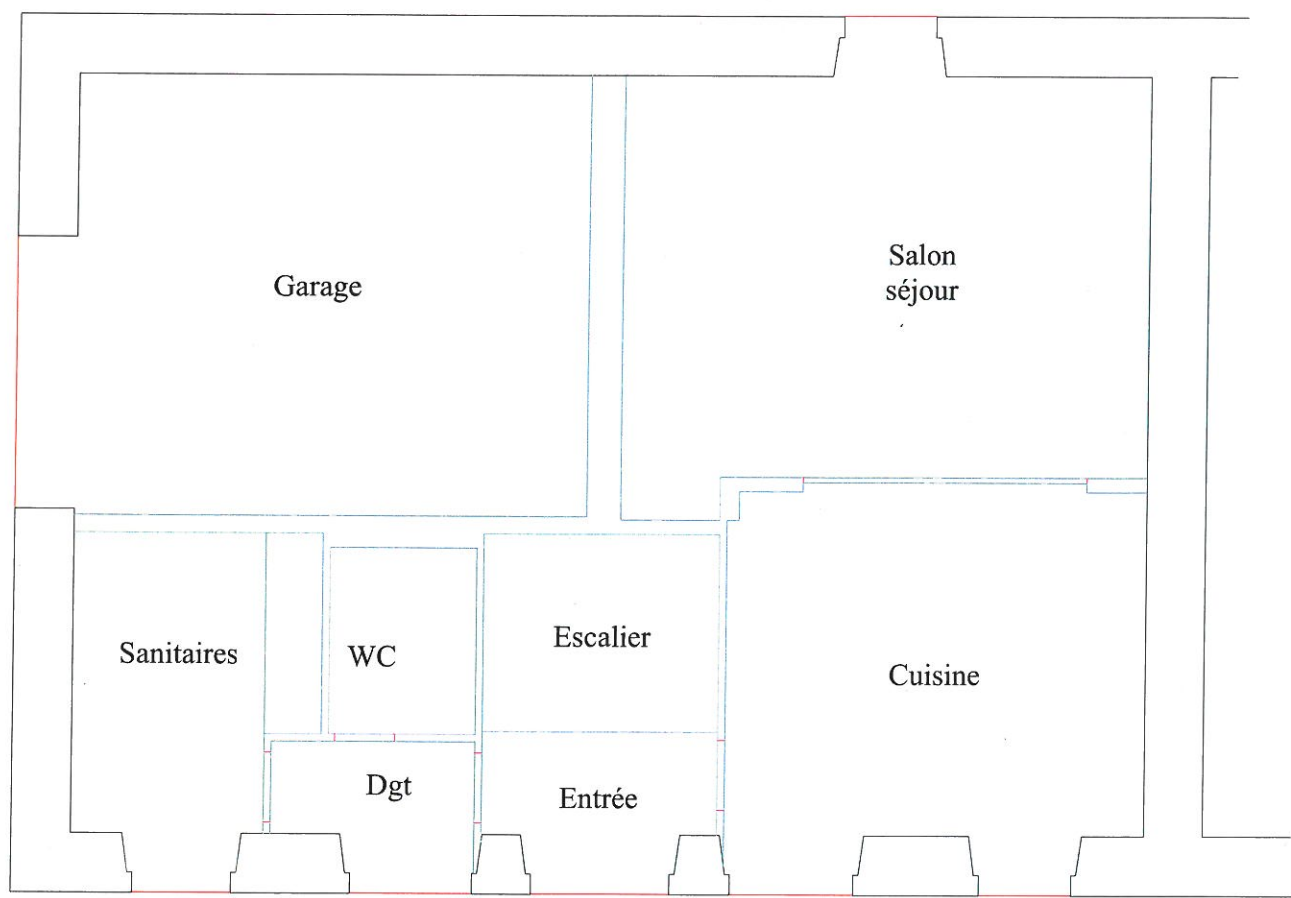 Garage
Salon
séjour
Sanitaires
WC
Escalier
Cuisine
Dgt
Entrée